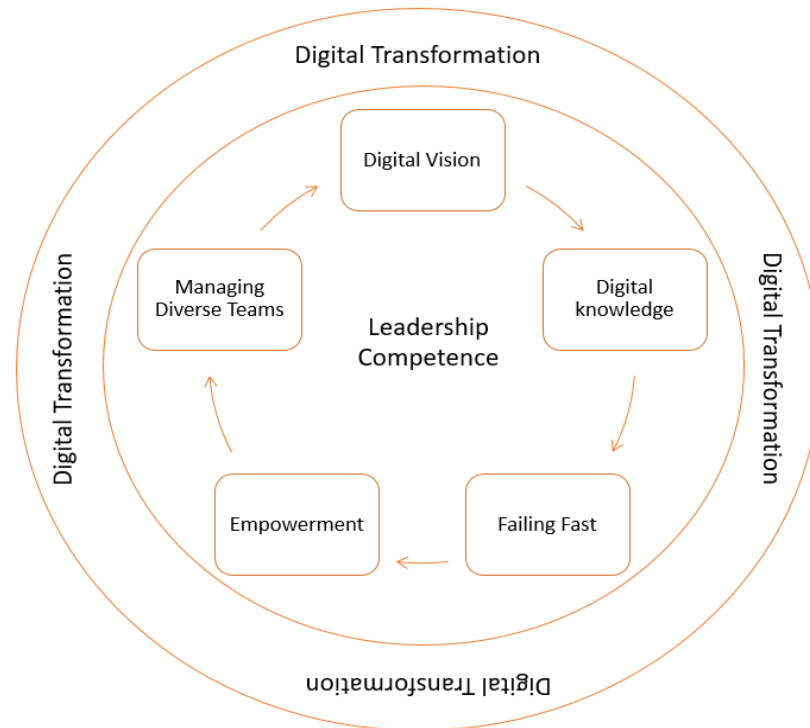 Digital Transformation
Digital Vision
Managing
Diverse Teams
Digital
knowledge
Leadership
Competence
Digital Transformation
Digital Transformation
Empowerment
Failing Fast
Digital Transformation